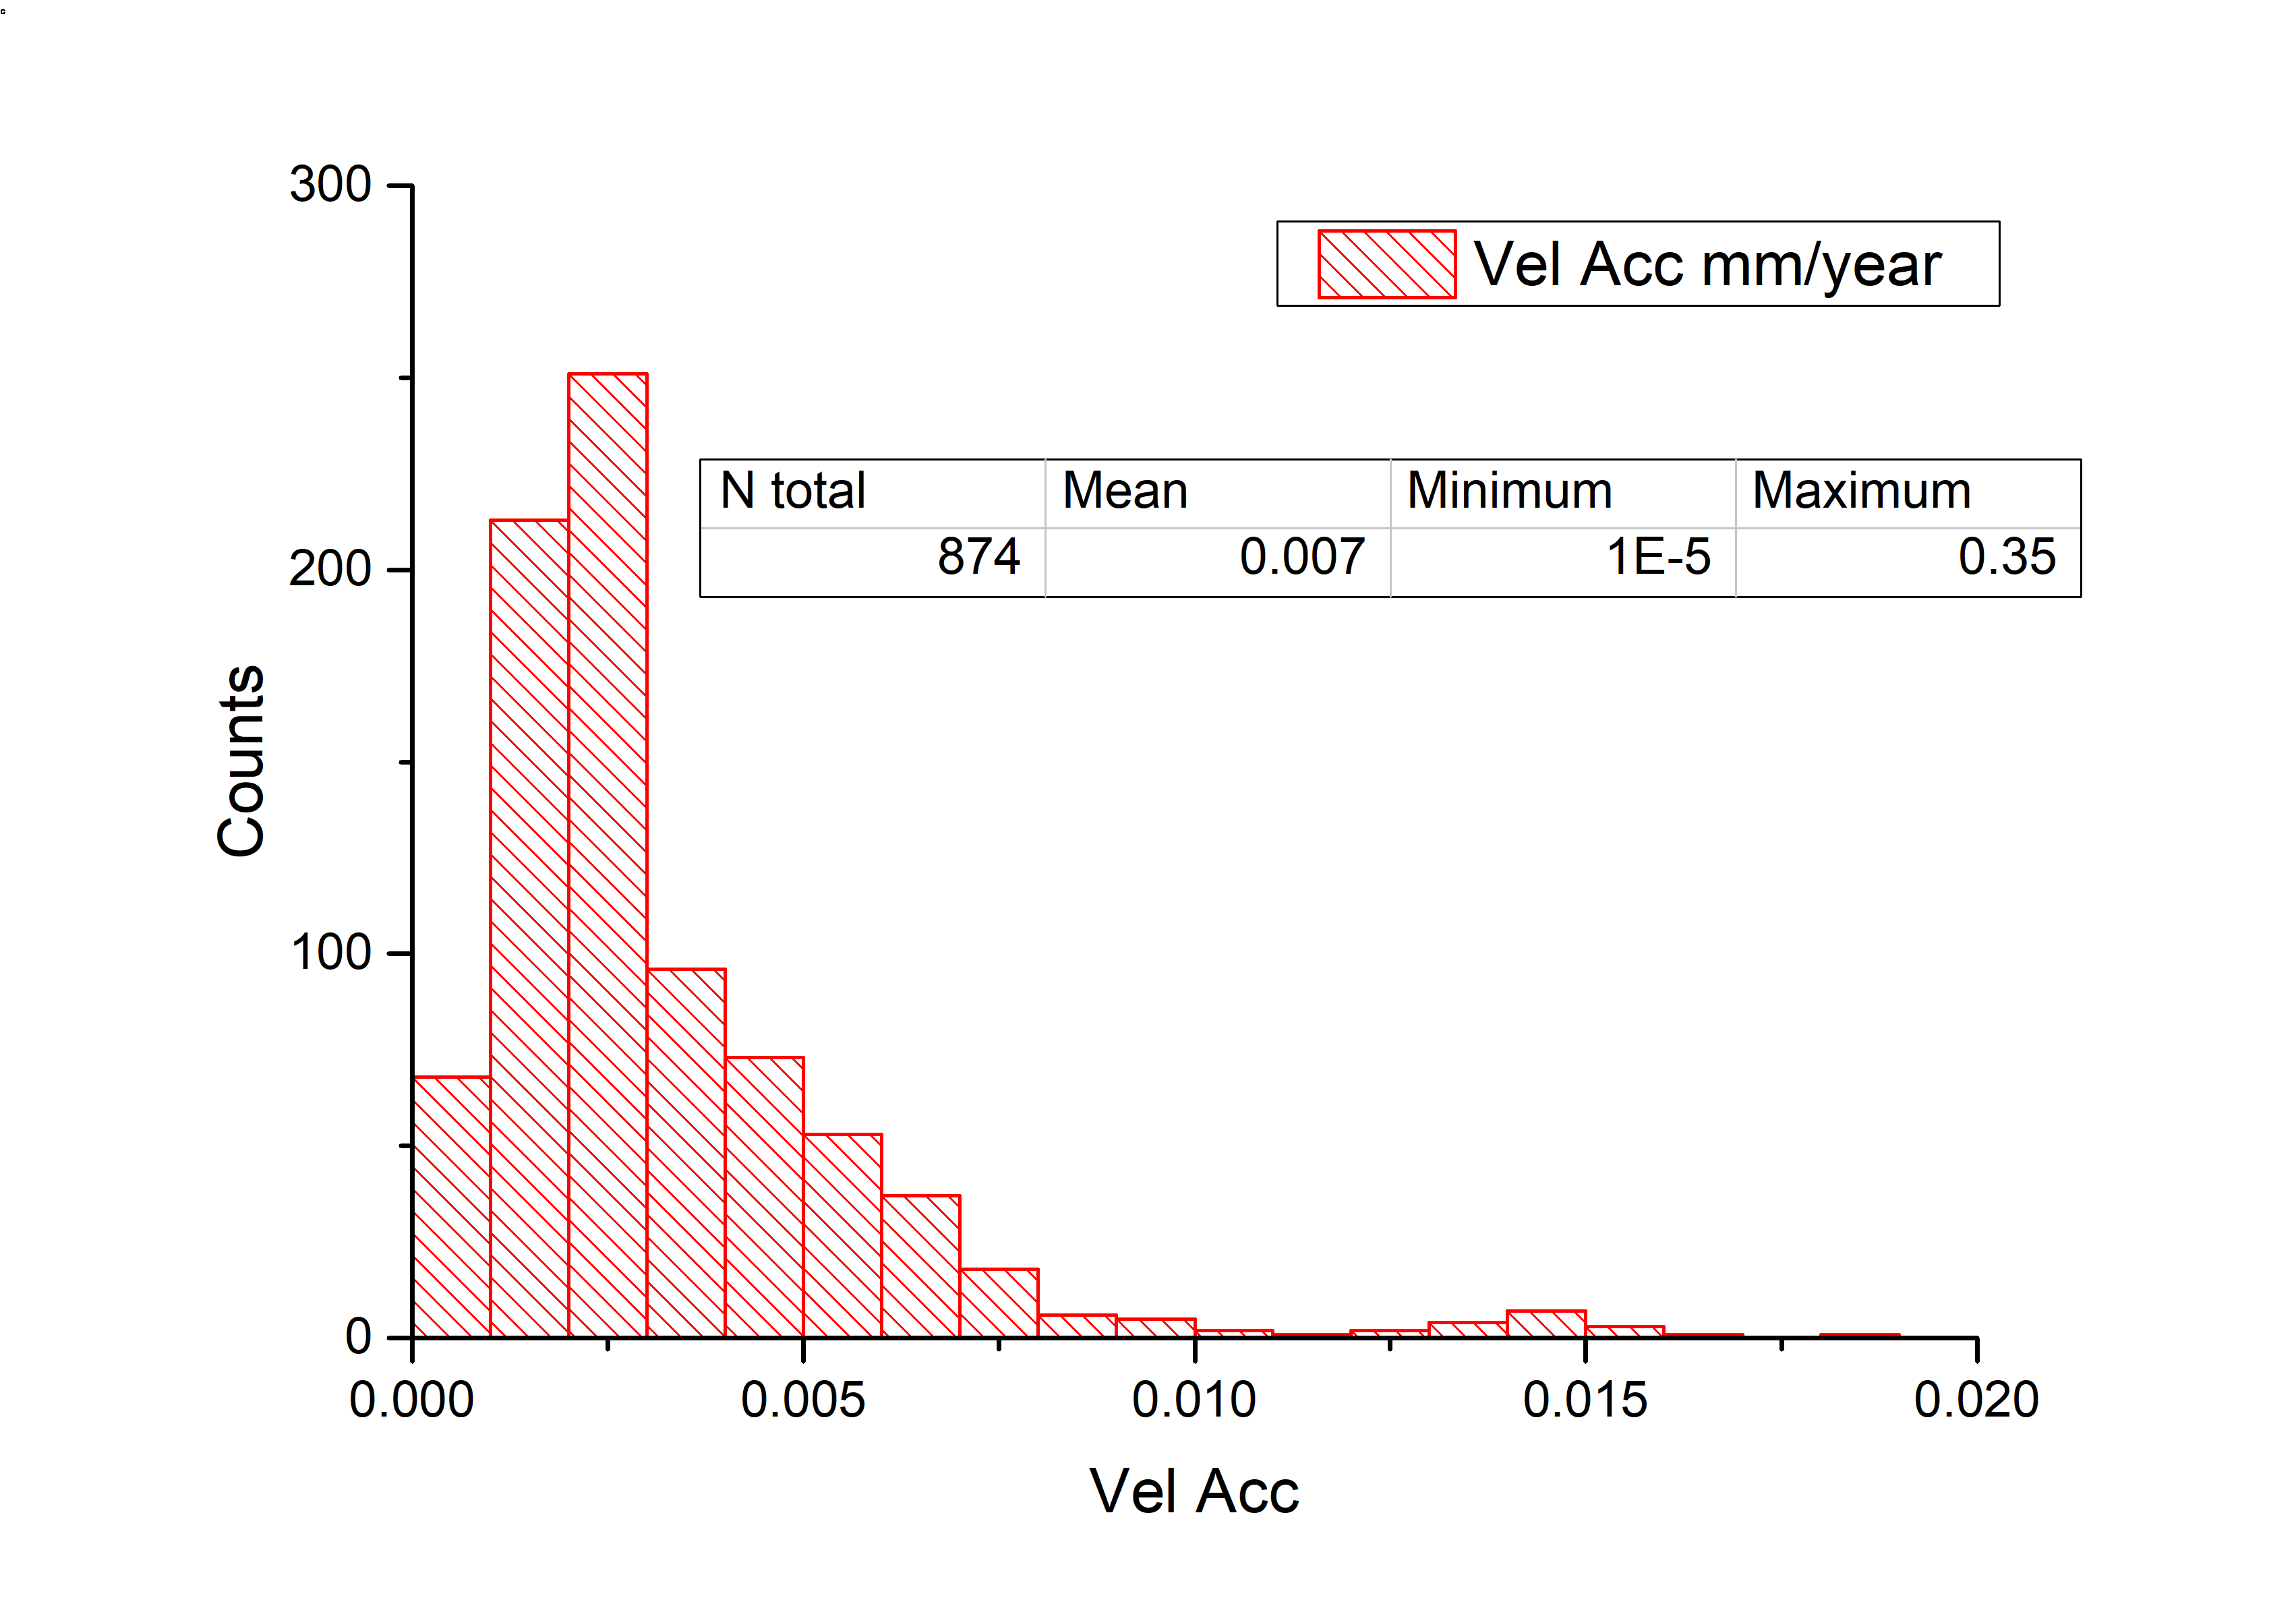 c
300
Vel Acc mm/year
N total Mean Minimum Maximum
874 0.007 1E-5 0.35
200
Counts
100
0
0.000 0.005 0.010 0.015 0.020
Vel Acc